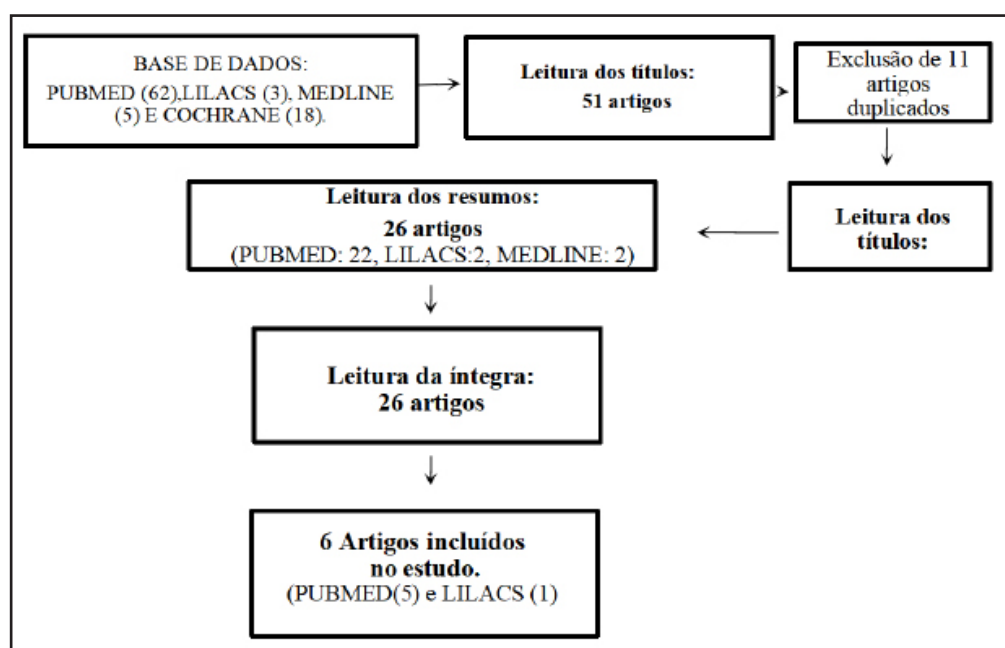 BASE DE DADOS:
PUBMED (62),LILACS (3), MEDLINE
(5) E COCHRANE (18).
Leitura dos títulos:
51 artigos
Exclusão de 11
artigos
duplicados
Leitura dos
títulos:
Leitura dos resumos:
26 artigos
(PUBMED: 22, LILACS:2, MEDLINE: 2)
Leitura da íntegra:
26 artigos
6 Artigos incluídos
no estudo.
(PUBMED(5) e LILACS (1)